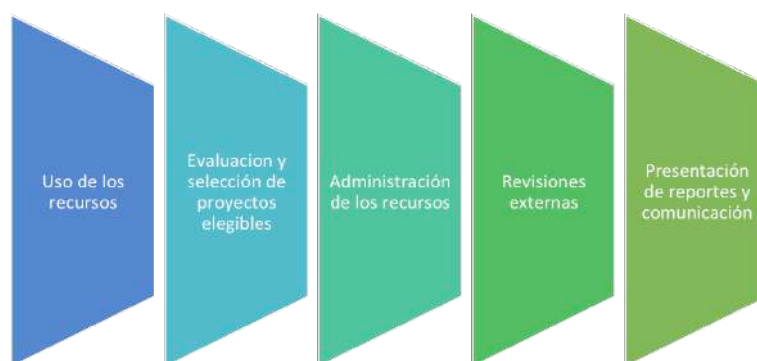 Uso de los
recursos
Evaluacion y
selección de
proyectos
elegibles
Administración
de los recursos
Revisiones
externas
Presentación
de reportes y
comunicación